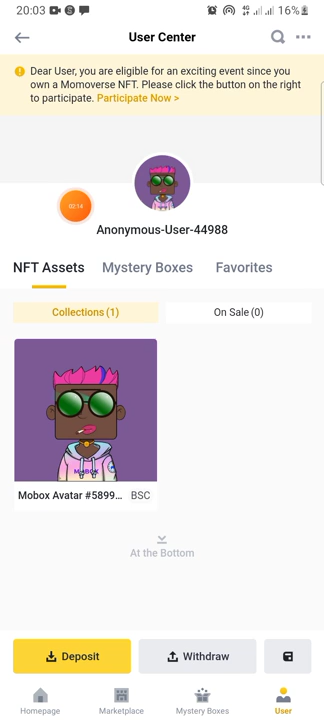 20:03
4G
16%
User Center
Dear User, you are eligible for an exciting event since you
own a Momoverse NFT. Please click the button on the right
to participate. Participate Now >
02:14
Anonymous-User-44988
NFT Assets Mystery Boxes Favorites
Collections (1) On Sale (0)
MOBOX
Mobox Avatar #5899... BSC
At the Bottom
Deposit Withdraw
Homepage Marketplace Mystery Boxes User